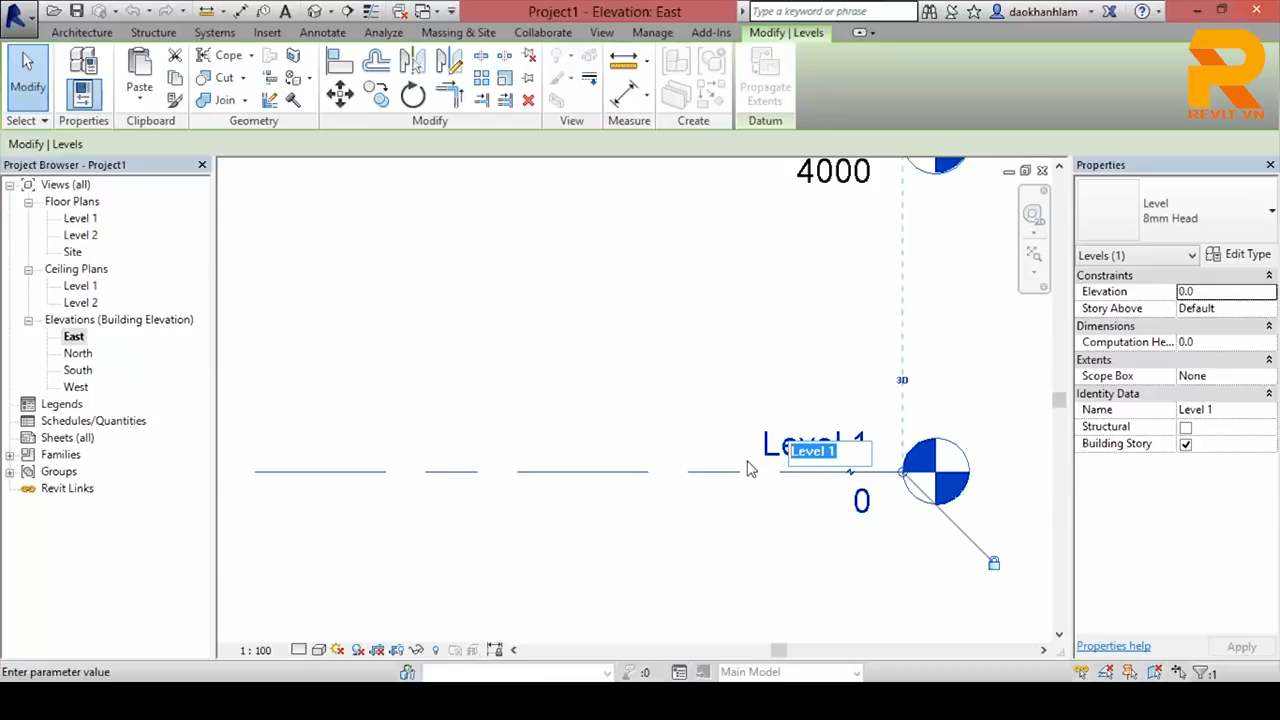 Project1 - Elevation: East
Type a keyword or phrase
daokhanhlam
Architecture Structure Systems Insert Annotate Analyze Massing & Site Collaborate View Manage Add-Ins Modify | Levels
Modify
Paste
Cope
Cut
Join
Propagate
Extents
Select Properties Clipboard Geometry Modify View Measure Create Datum
REVIT.VN
Modify | Levels
Project Browser - Project1
Views (all)
Floor Plans
Level 1
Level 2
Site
Ceiling Plans
Level 1
Level 2
Elevations (Building Elevation)
East
North
South
West
Legends
Schedules/Quantities
Sheets (all)
Families
Groups
Revit Links
4000
3D
Level 1
Level 1
0
Properties
Level
8mm Head
Levels (1)
Edit Type
Constraints
Elevation 0.0
Story Above Default
Dimensions
Computation He... 0.0
Extents
Scope Box None
Identity Data
Name Level 1
Structural
Building Story
Properties help
Apply
1 : 100
Enter parameter value
:0
Main Model
:1